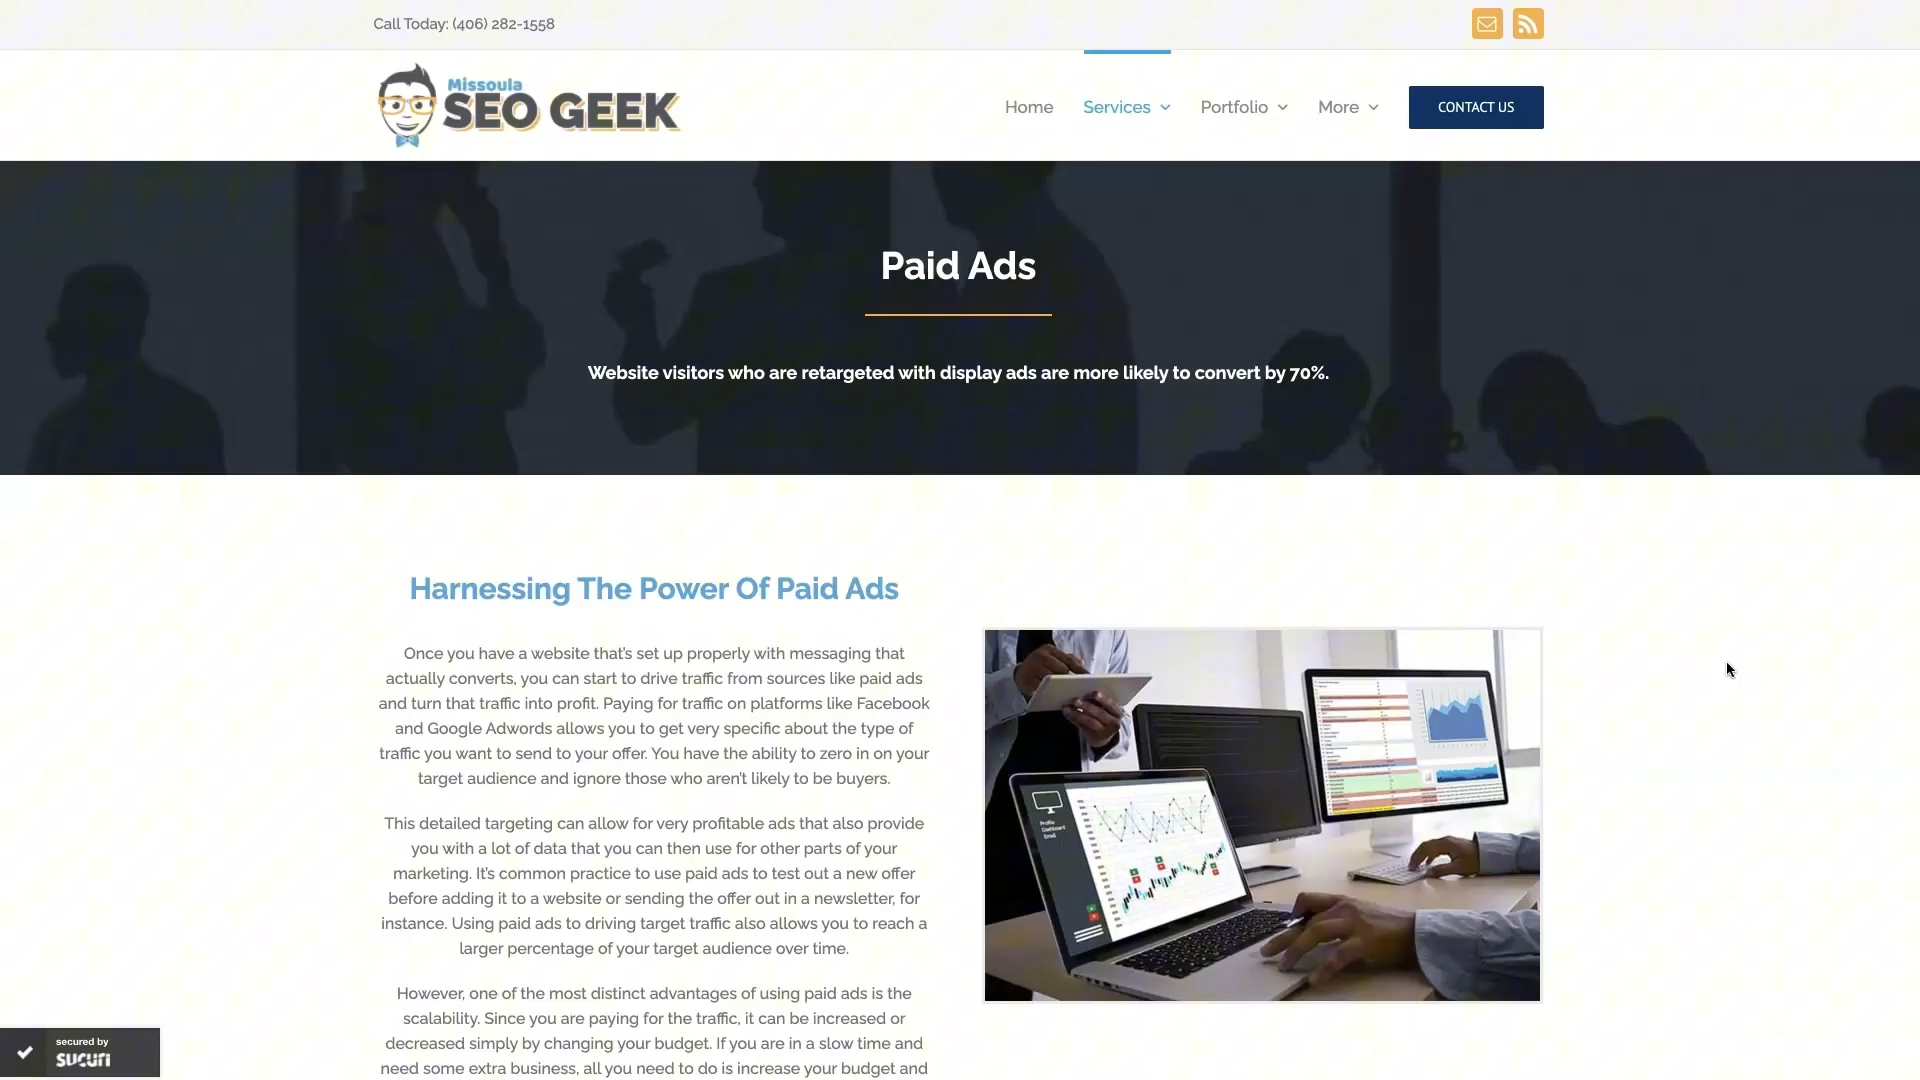 Call Today: (406) 282-1558
Missoula
SEO GEEK
Home
Services
Portfolio
More
CONTACT US
Paid Ads
Website visitors who are retargeted with display ads are more likely to convert by 70%.
Harnessing The Power Of Paid Ads
Once you have a website that's set up properly with messaging that
actually converts, you can start to drive traffic from sources like paid ads
and turn that traffic into profit. Paying for traffic on platforms like Facebook
and Google Adwords allows you to get very specific about the type of
traffic you want to send to your offer. You have the ability to zero in on your
target audience and ignore those who aren't likely to be buyers.
This detailed targeting can allow for very profitable ads that also provide
you with a lot of data that you can then use for other parts of your
marketing. It's common practice to use paid ads to test out a new offer
before adding it to a website or sending the offer out in a newsletter, for
instance. Using paid ads to driving target traffic also allows you to reach a
larger percentage of your target audience over time.
However, one of the most distinct advantages of using paid ads is the
scalability. Since you are paying for the traffic, it can be increased or
decreased simply by changing your budget. If you are in a slow time and
need some extra business, all you need to do is increase your budget and
Profile
Dashboard
Email
secured by
sucuri